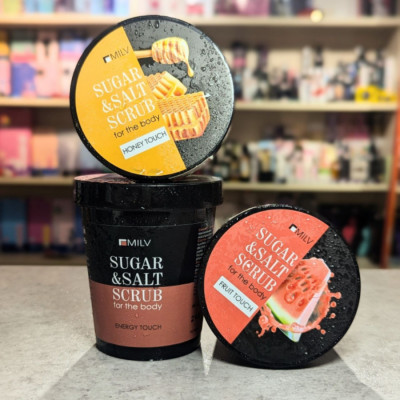 MILV
SUGAR
&SALT
SCRUB
for the body
HONEY TOUCH
MILV
SUGAR
&SALT
SCRUB
for the body
ENERGY TOUCH
MILV
SUGAR
&SALT
SCRUB
for the body
FRUIT TOUCH